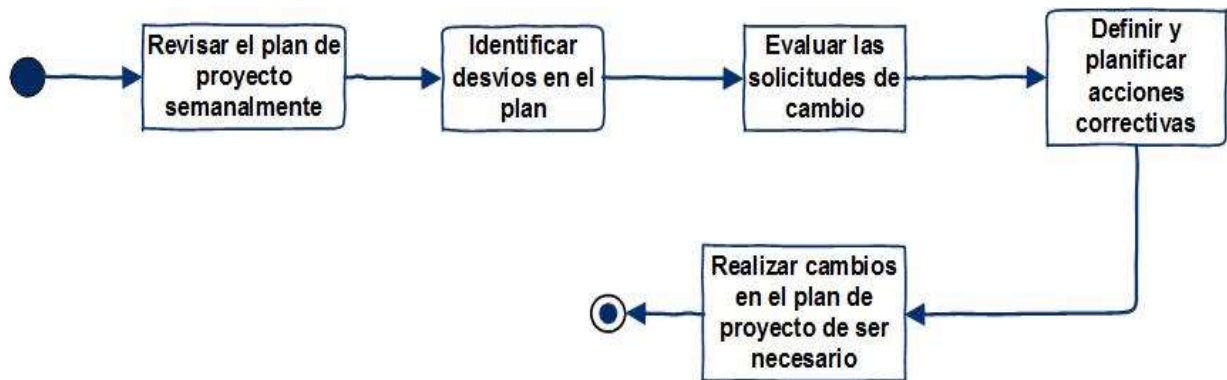 Revisar el plan de
proyecto
semanalmente
Identificar
desvíos en el
plan
Evaluar las
solicitudes de
cambio
Definir y
planificar
acciones
correctivas
Realizar cambios
en el plan de
proyecto de ser
necesario